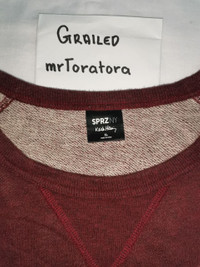 GRAILED
mrToratora
SPRZ NY
Keith Haring